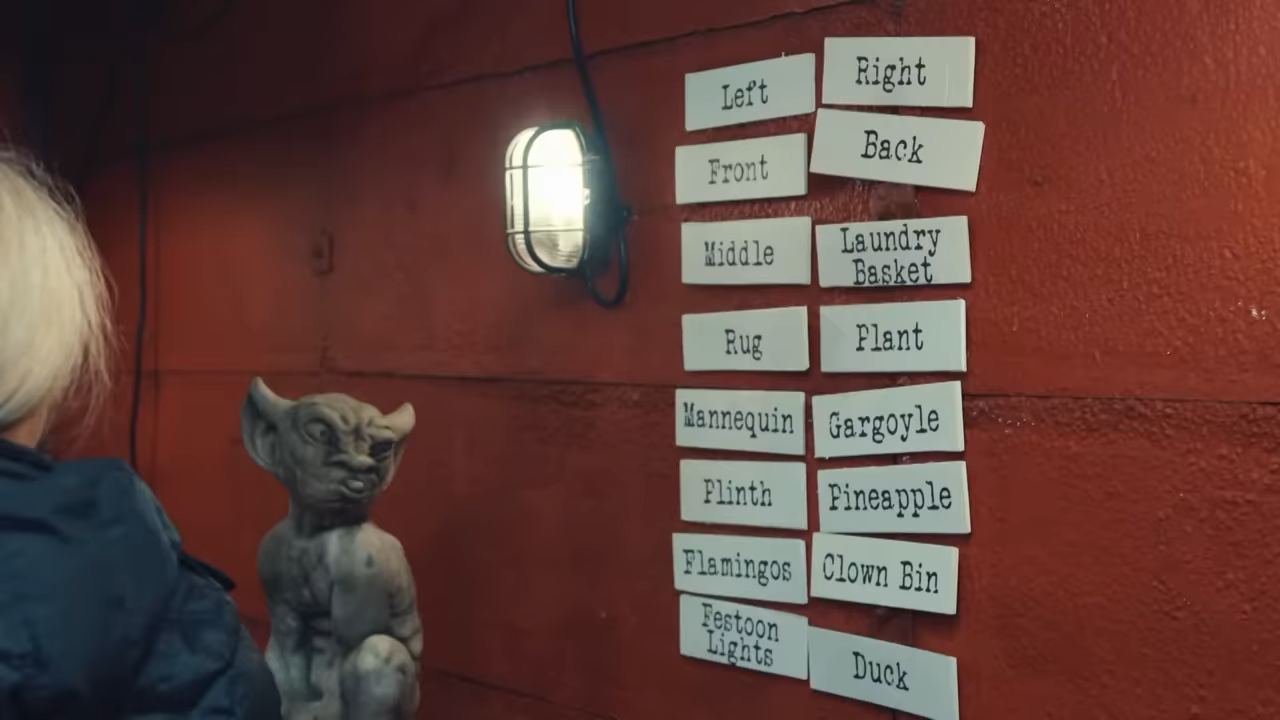 Left
Right
Front
Back
Middle
Laundry
Basket
Rug
Plant
Mannequin
Gargoyle
Plinth
Pineapple
Flamingos
Clown Bin
Festoon
Lights
Duck